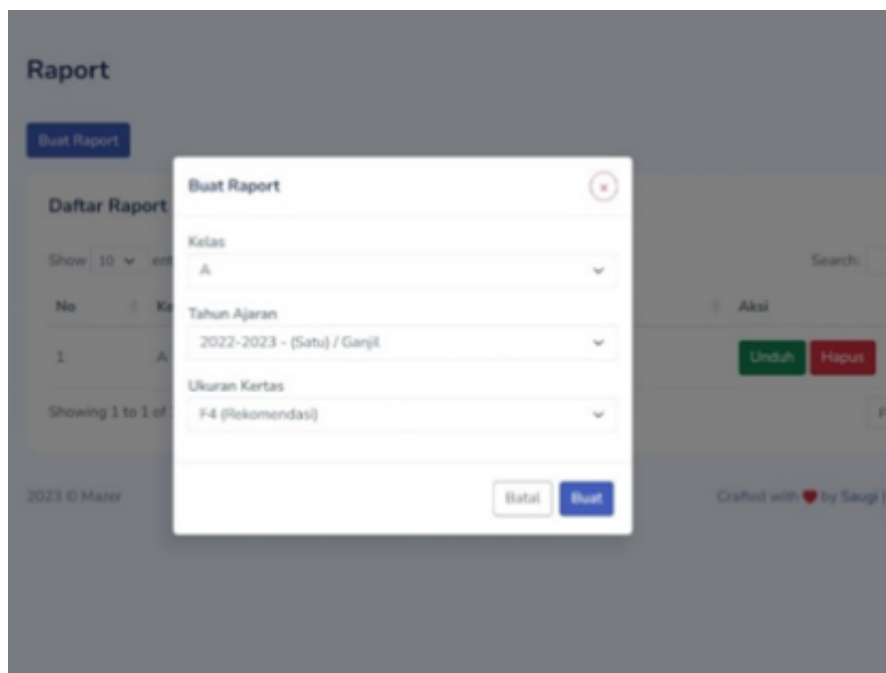 Raport
Buat Raport
Buat Raport
x
Daftar Raport
Kelas
A
Show 10 ent
Search:
Tahun Ajaran
No Ke Aksi
2022-2023 - (Satu) / Ganjil
1 A Unduh Hapus
Ukuran Kertas
F4 (Rekomendasi)
Showing 1 to 1 of
P
Batal Buat
2023 © Mazer
Crafted with ❤ by Saugi